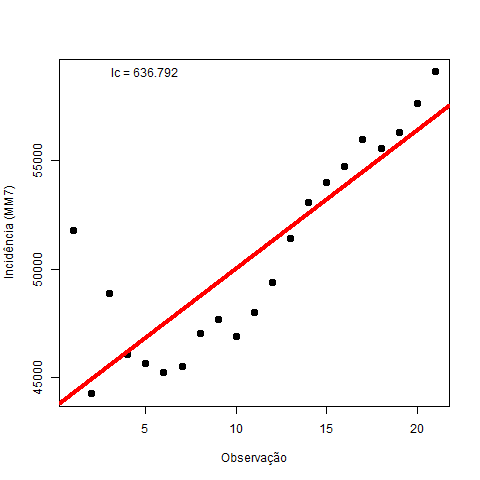 Ic = 636.792
Incidência (MM7)
55000
50000
45000
5
10
15
20
Observação